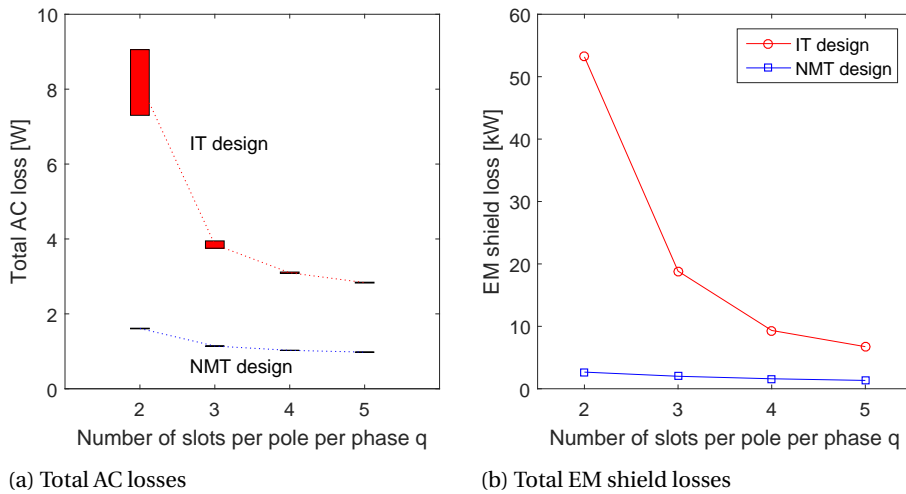 10
8
6
4
2
0
Total AC loss [W]
IT design
NMT design
2 3 4 5
Number of slots per pole per phase q
(a) Total AC losses
60
50
40
30
20
10
0
EM shield loss [kW]
IT design
NMT design
2 3 4 5
Number of slots per pole per phase q
(b) Total EM shield losses